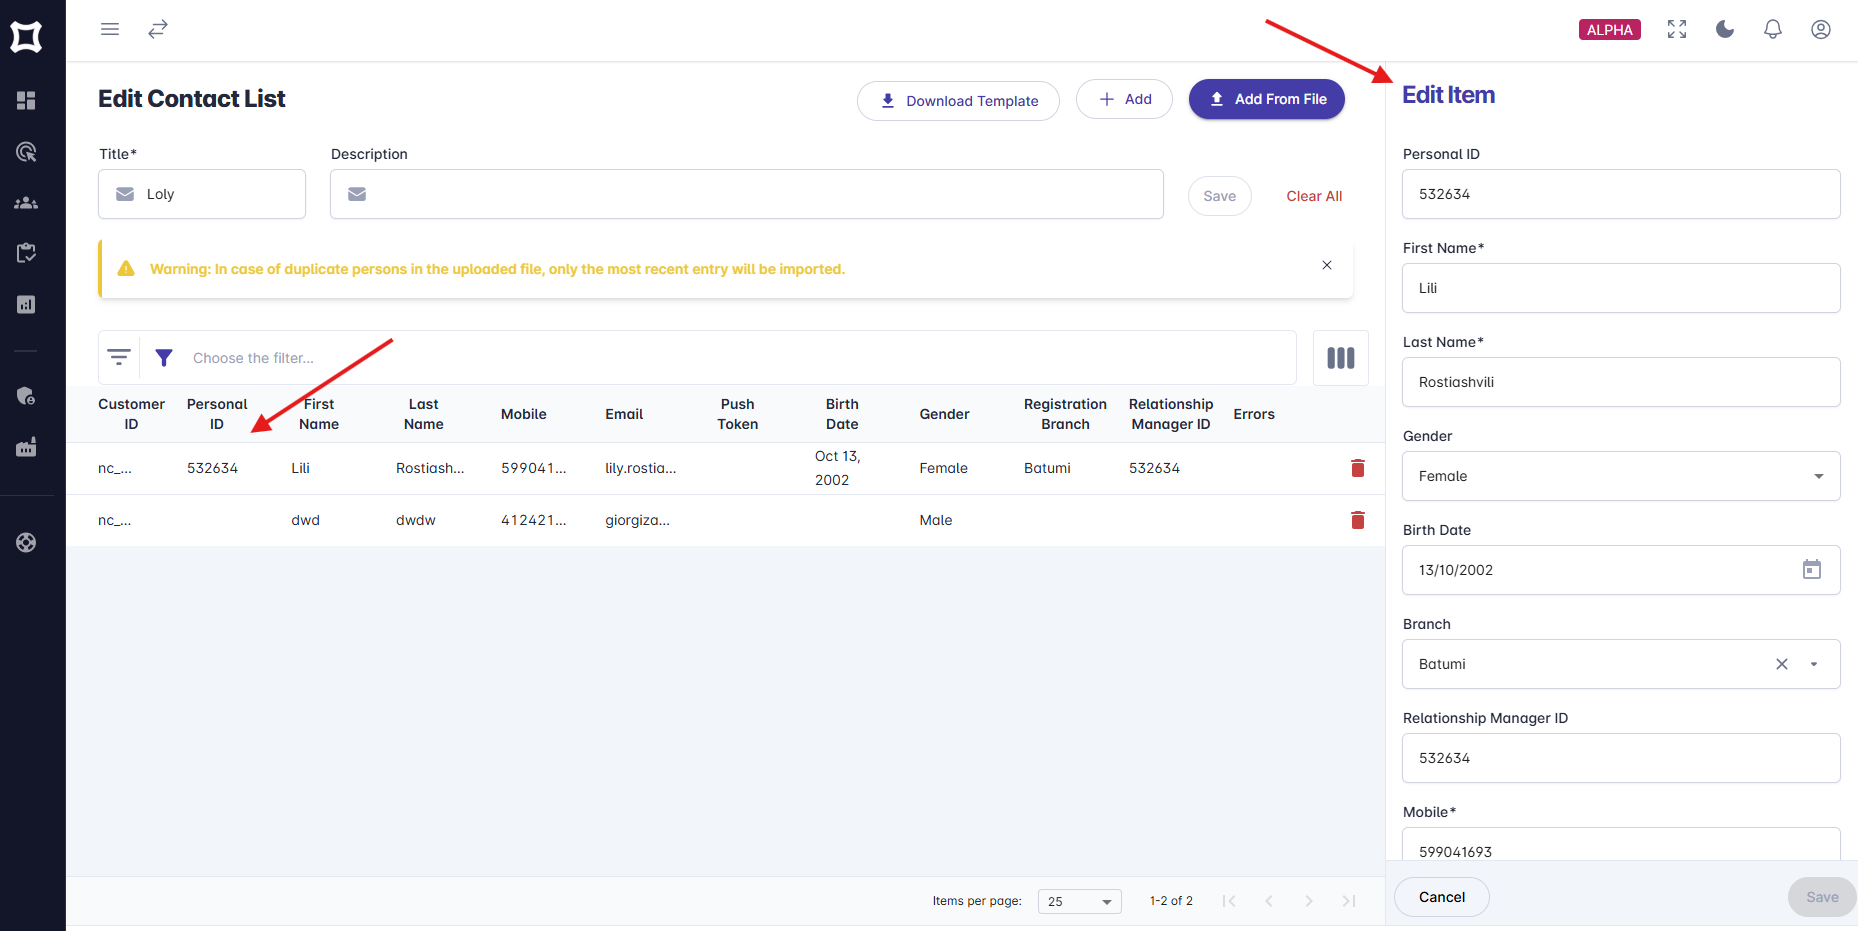 ALPHA
Edit Contact List
Download Template
Add
Add From File
Title*
Description
Loly
Save
Clear All
Warning: In case of duplicate persons in the uploaded file, only the most recent entry will be imported.
Choose the filter...
Customer ID
Personal ID
First Name
Last Name
Mobile
Email
Push Token
Birth Date
Gender
Registration Branch
Relationship Manager ID
Errors
nc_... 532634 Lili Rostiash... 599041... lily.rostia... Oct 13, 2002 Female Batumi 532634
nc_... dwd dwdw 412421... giorgiza... Male
Items per page: 25 1-2 of 2
Edit Item
Personal ID
532634
First Name*
Lili
Last Name*
Rostiashvili
Gender
Female
Birth Date
13/10/2002
Branch
Batumi
Relationship Manager ID
532634
Mobile*
599041693
Cancel
Save